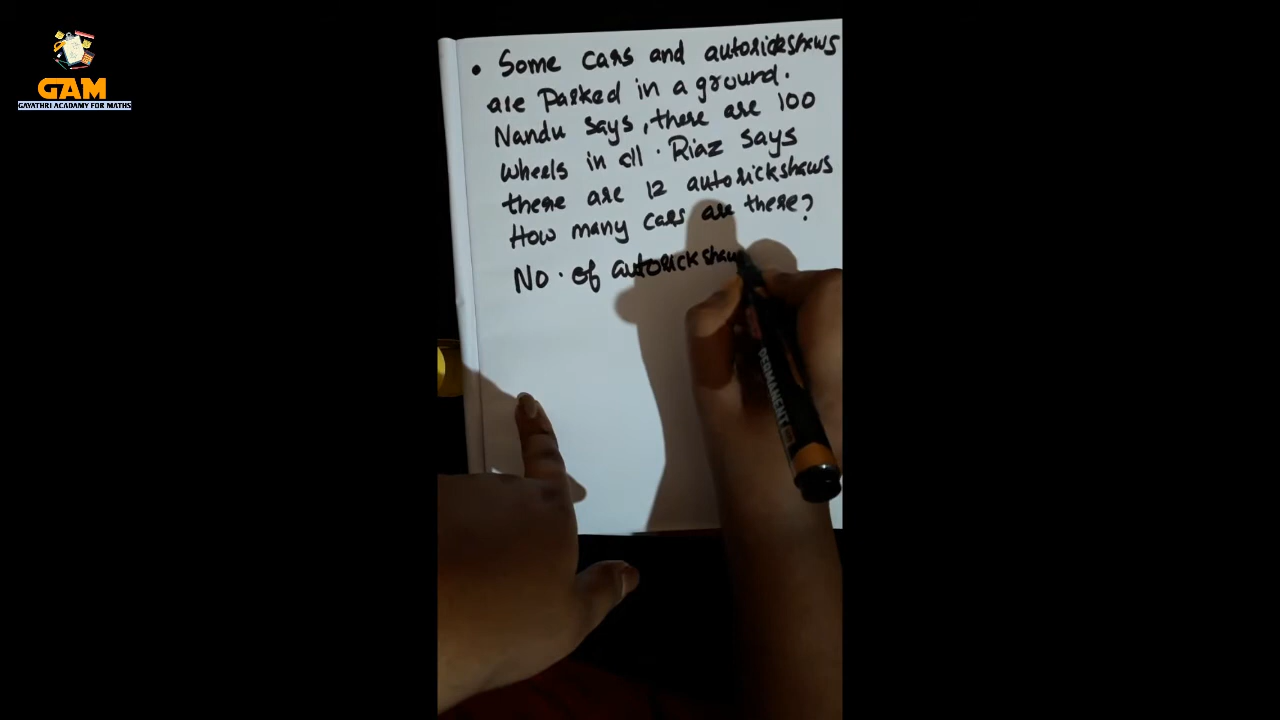 GAM
GAYATHRI ACADAMY FOR MATHS
• Some cars and autorickshaws
are parked in a ground.
Nandu says, there are 100
wheels in all. Riaz says
there are 12 autorickshaws
How many cars are there?
No. of autorickshaw
PERMANENT